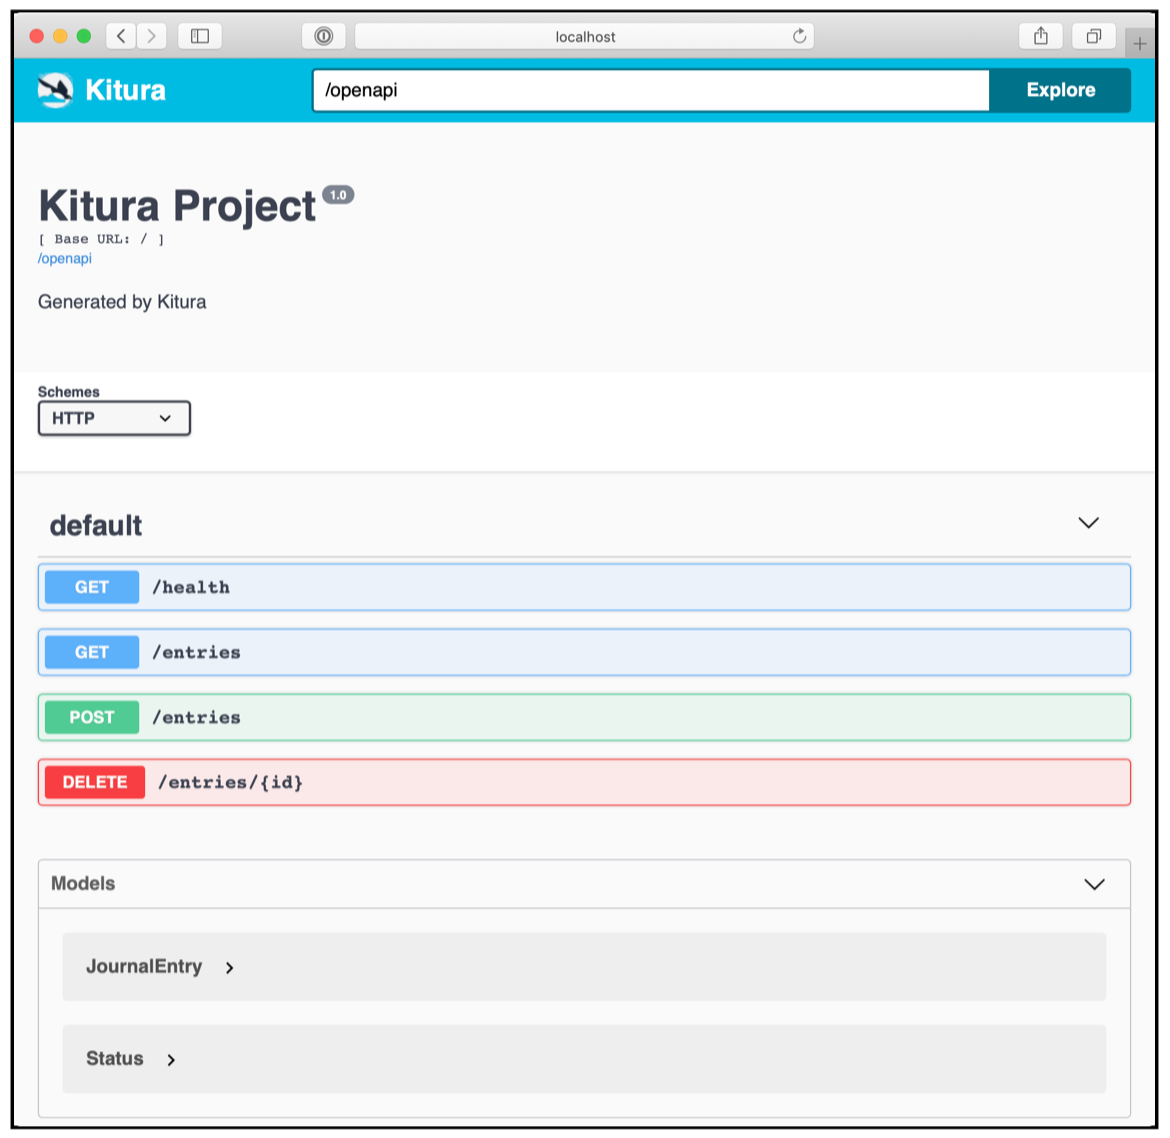 localhost
Kitura
/openapi
Explore
Kitura Project 1.0
[ Base URL: / ]
/openapi
Generated by Kitura
Schemes
HTTP
default
GET /health
GET /entries
POST /entries
DELETE /entries/{id}
Models
JournalEntry
Status